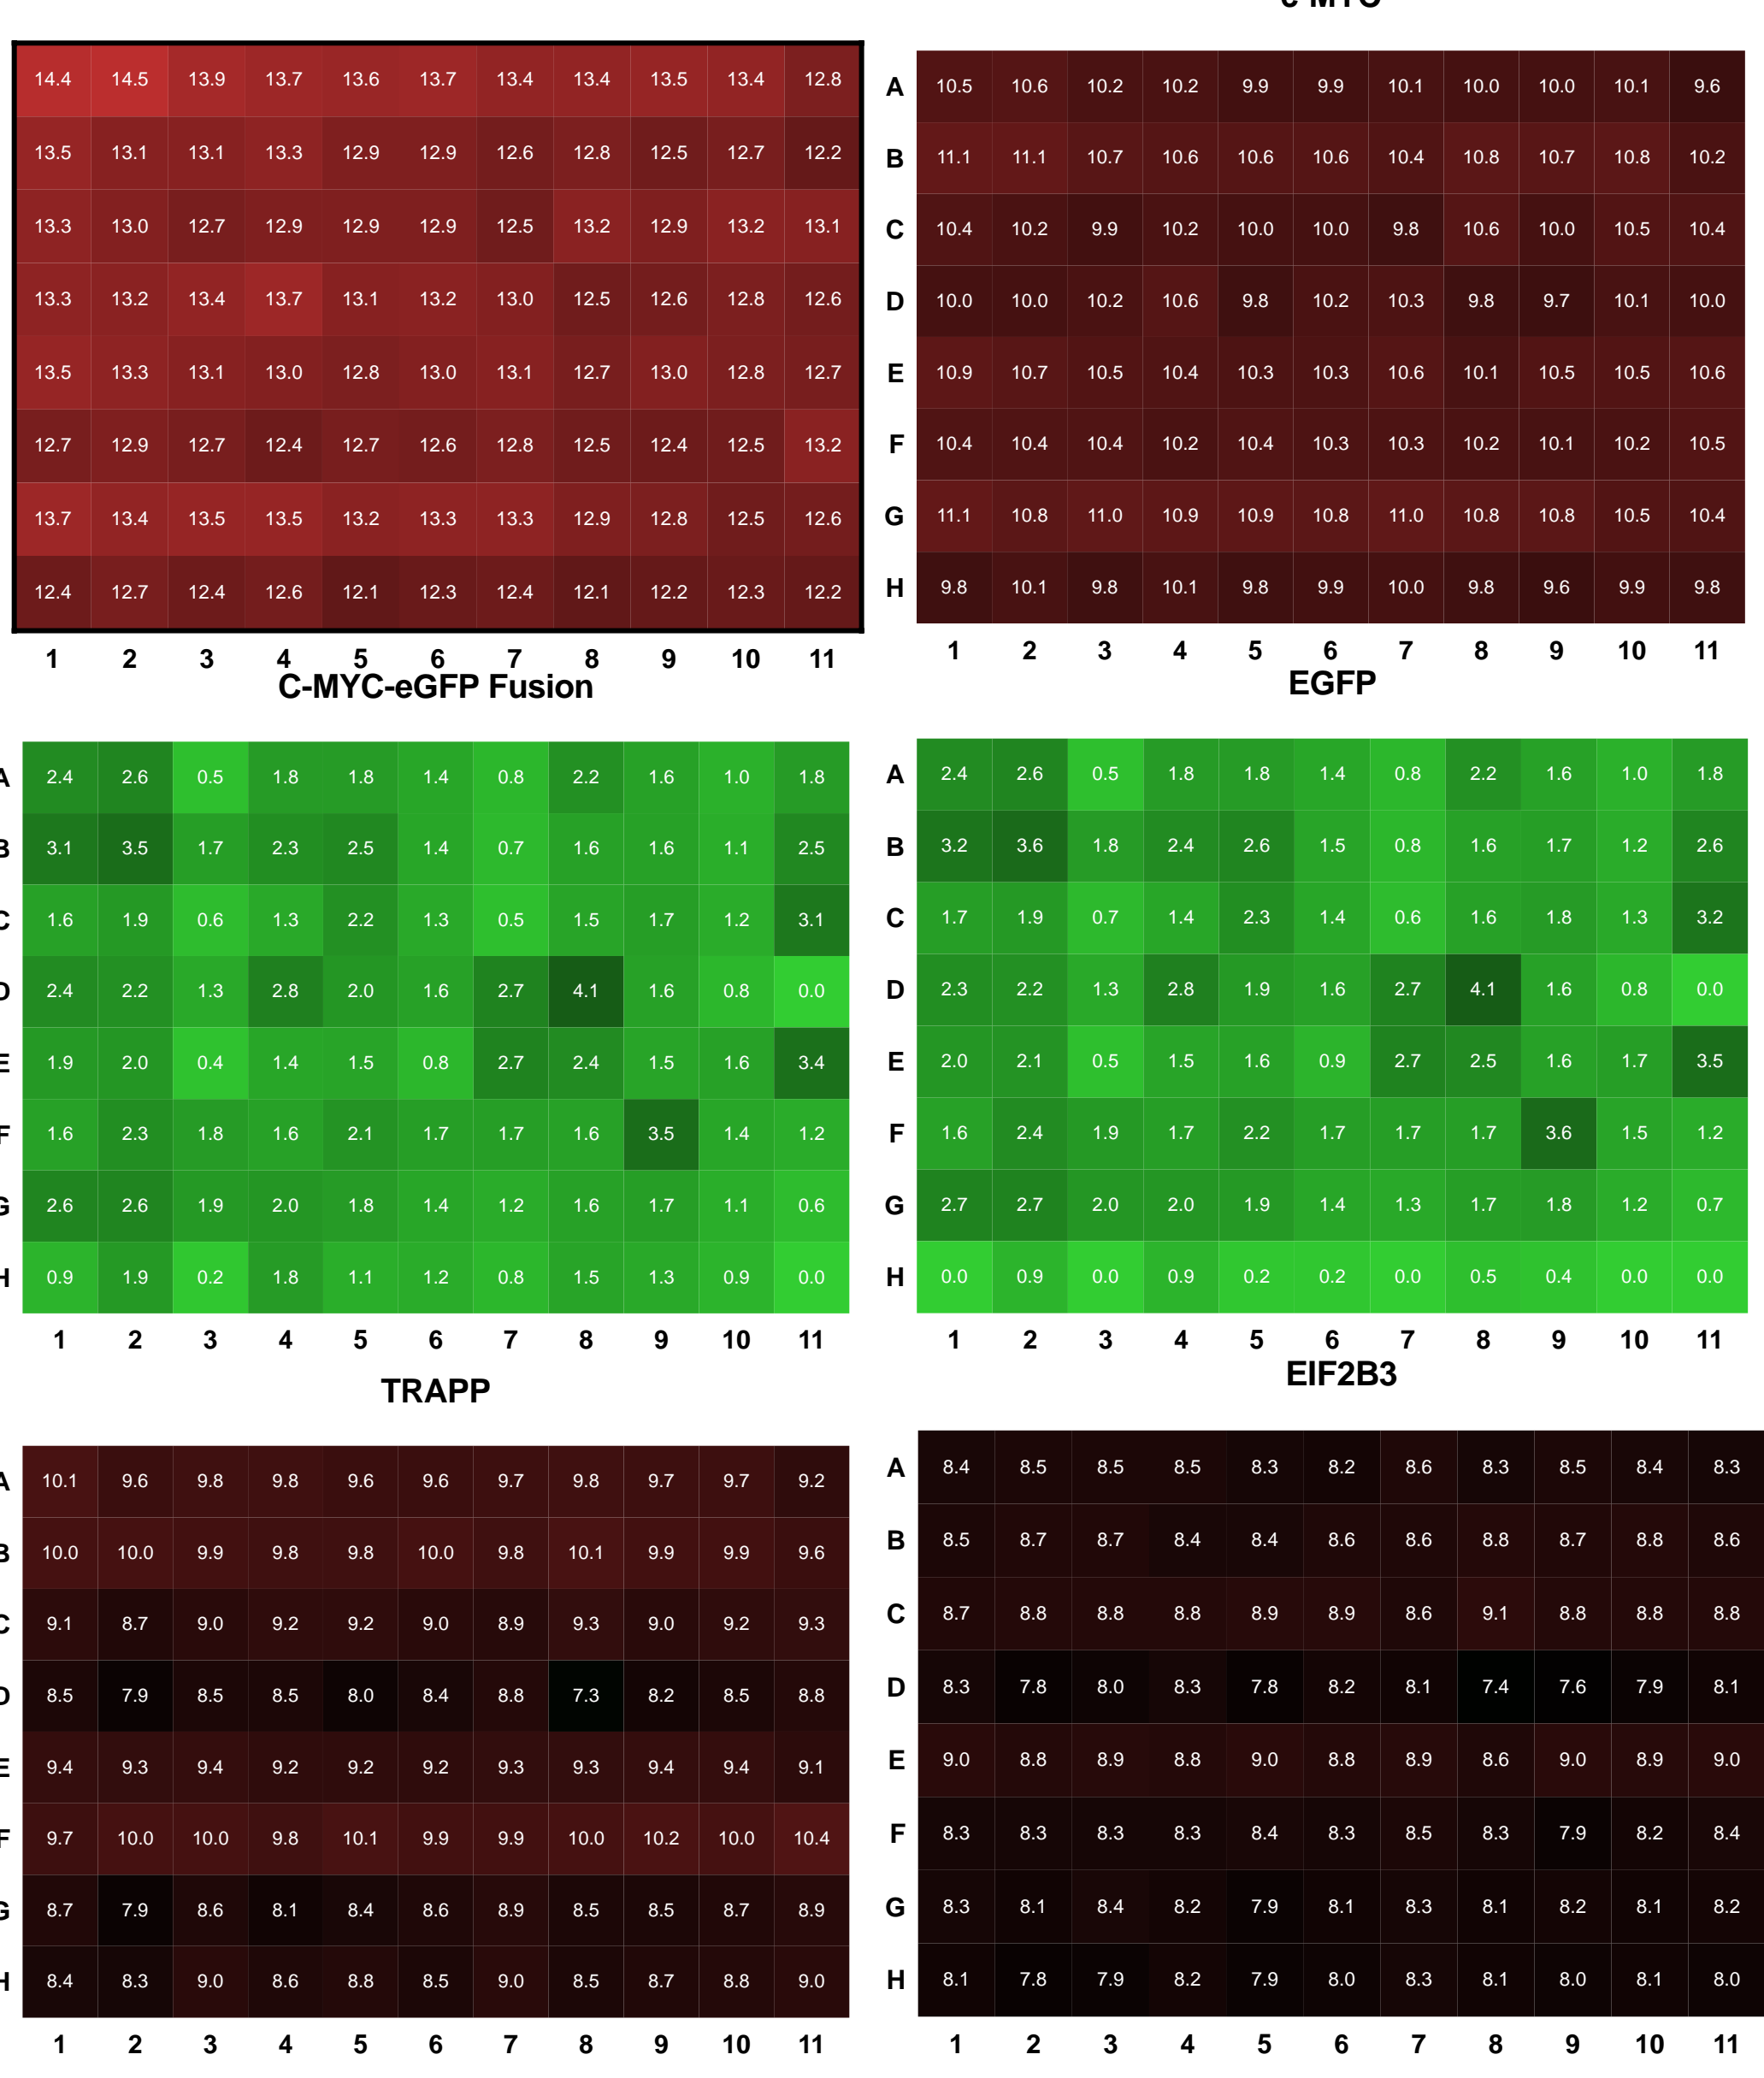 14.4 14.5 13.9 13.7 13.6 13.7 13.4 13.4 13.5 13.4 12.8
13.5 13.1 13.1 13.3 12.9 12.9 12.6 12.8 12.5 12.7 12.2
13.3 13.0 12.7 12.9 12.9 12.9 12.5 13.2 12.9 13.2 13.1
13.3 13.2 13.4 13.7 13.1 13.2 13.0 12.5 12.6 12.8 12.6
13.5 13.3 13.1 13.0 12.8 13.0 13.1 12.7 13.0 12.8 12.7
12.7 12.9 12.7 12.4 12.7 12.6 12.8 12.5 12.4 12.5 13.2
13.7 13.4 13.5 13.5 13.2 13.3 13.3 12.9 12.8 12.5 12.6
12.4 12.7 12.4 12.6 12.1 12.3 12.4 12.1 12.2 12.3 12.2
1 2 3 4 5 6 7 8 9 10 11
c-MYC
A 10.5 10.6 10.2 10.2 9.9 9.9 10.1 10.0 10.0 10.1 9.6
B 11.1 11.1 10.7 10.6 10.6 10.6 10.4 10.8 10.7 10.8 10.2
C 10.4 10.2 9.9 10.2 10.0 10.0 9.8 10.6 10.0 10.5 10.4
D 10.0 10.0 10.2 10.6 9.8 10.2 10.3 9.8 9.7 10.1 10.0
E 10.9 10.7 10.5 10.4 10.3 10.3 10.6 10.1 10.5 10.5 10.6
F 10.4 10.4 10.4 10.2 10.4 10.3 10.3 10.2 10.1 10.2 10.5
G 11.1 10.8 11.0 10.9 10.9 10.8 11.0 10.8 10.8 10.5 10.4
H 9.8 10.1 9.8 10.1 9.8 9.9 10.0 9.8 9.6 9.9 9.8
1 2 3 4 5 6 7 8 9 10 11
C-MYC-eGFP Fusion
A 2.4 2.6 0.5 1.8 1.8 1.4 0.8 2.2 1.6 1.0 1.8
B 3.1 3.5 1.7 2.3 2.5 1.4 0.7 1.6 1.6 1.1 2.5
C 1.6 1.9 0.6 1.3 2.2 1.3 0.5 1.5 1.7 1.2 3.1
D 2.4 2.2 1.3 2.8 2.0 1.6 2.7 4.1 1.6 0.8 0.0
E 1.9 2.0 0.4 1.4 1.5 0.8 2.7 2.4 1.5 1.6 3.4
F 1.6 2.3 1.8 1.6 2.1 1.7 1.7 1.6 3.5 1.4 1.2
G 2.6 2.6 1.9 2.0 1.8 1.4 1.2 1.6 1.7 1.1 0.6
H 0.9 1.9 0.2 1.8 1.1 1.2 0.8 1.5 1.3 0.9 0.0
1 2 3 4 5 6 7 8 9 10 11
EGFP
A 2.4 2.6 0.5 1.8 1.8 1.4 0.8 2.2 1.6 1.0 1.8
B 3.2 3.6 1.8 2.4 2.6 1.5 0.8 1.6 1.7 1.2 2.6
C 1.7 1.9 0.7 1.4 2.3 1.4 0.6 1.6 1.8 1.3 3.2
D 2.3 2.2 1.3 2.8 1.9 1.6 2.7 4.1 1.6 0.8 0.0
E 2.0 2.1 0.5 1.5 1.6 0.9 2.7 2.5 1.6 1.7 3.5
F 1.6 2.4 1.9 1.7 2.2 1.7 1.7 1.7 3.6 1.5 1.2
G 2.7 2.7 2.0 2.0 1.9 1.4 1.3 1.7 1.8 1.2 0.7
H 0.0 0.9 0.0 0.9 0.2 0.2 0.0 0.5 0.4 0.0 0.0
1 2 3 4 5 6 7 8 9 10 11
TRAPP
A 10.1 9.6 9.8 9.8 9.6 9.6 9.7 9.8 9.7 9.7 9.2
B 10.0 10.0 9.9 9.8 9.8 10.0 9.8 10.1 9.9 9.9 9.6
C 9.1 8.7 9.0 9.2 9.2 9.0 8.9 9.3 9.0 9.2 9.3
D 8.5 7.9 8.5 8.5 8.0 8.4 8.8 7.3 8.2 8.5 8.8
E 9.4 9.3 9.4 9.2 9.2 9.2 9.3 9.3 9.4 9.4 9.1
F 9.7 10.0 10.0 9.8 10.1 9.9 9.9 10.0 10.2 10.0 10.4
G 8.7 7.9 8.6 8.1 8.4 8.6 8.9 8.5 8.5 8.7 8.9
H 8.4 8.3 9.0 8.6 8.8 8.5 9.0 8.5 8.7 8.8 9.0
1 2 3 4 5 6 7 8 9 10 11
EIF2B3
A 8.4 8.5 8.5 8.5 8.3 8.2 8.6 8.3 8.5 8.4 8.3
B 8.5 8.7 8.7 8.4 8.4 8.6 8.6 8.8 8.7 8.8 8.6
C 8.7 8.8 8.8 8.8 8.9 8.9 8.6 9.1 8.8 8.8 8.8
D 8.3 7.8 8.0 8.3 7.8 8.2 8.1 7.4 7.6 7.9 8.1
E 9.0 8.8 8.9 8.8 9.0 8.8 8.9 8.6 9.0 8.9 9.0
F 8.3 8.3 8.3 8.3 8.4 8.3 8.5 8.3 7.9 8.2 8.4
G 8.3 8.1 8.4 8.2 7.9 8.1 8.3 8.1 8.2 8.1 8.2
H 8.1 7.8 7.9 8.2 7.9 8.0 8.3 8.1 8.0 8.1 8.0
1 2 3 4 5 6 7 8 9 10 11